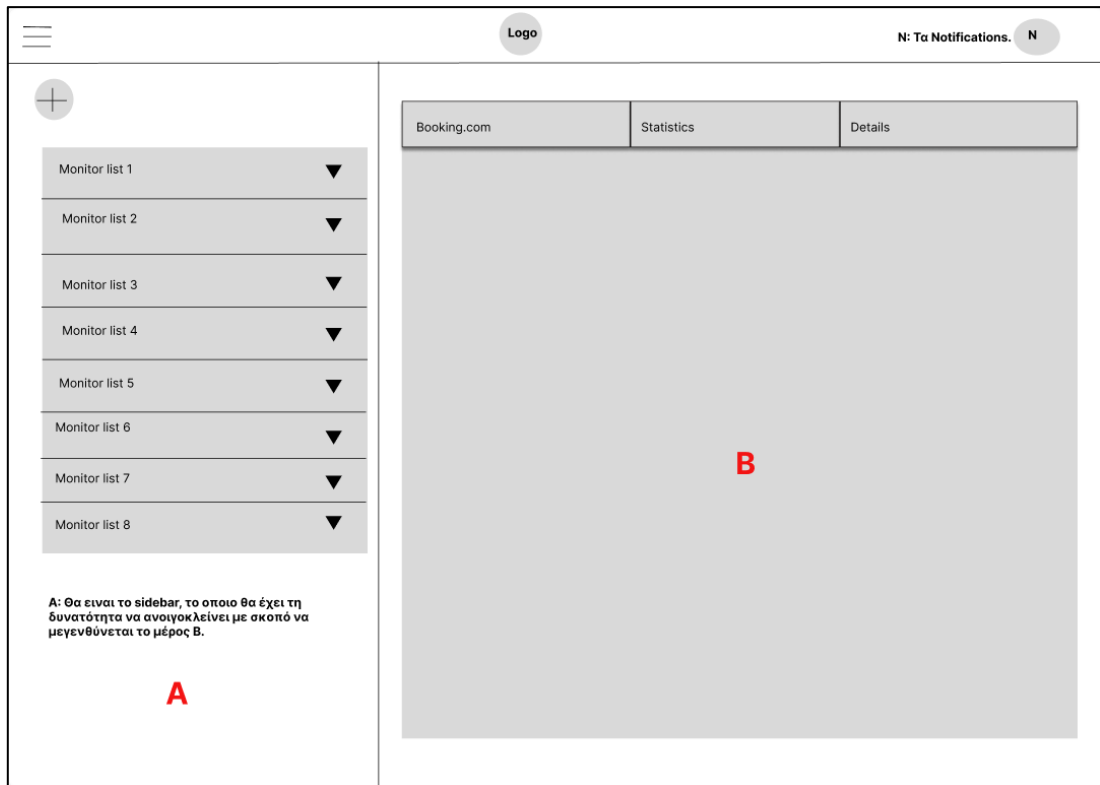 Logo
N: Τα Notifications.
N
Booking.com
Statistics
Details
Monitor list 1
Monitor list 2
Monitor list 3
Monitor list 4
Monitor list 5
Monitor list 6
Monitor list 7
Monitor list 8
B
A: Θα ειναι το sidebar, το οποιο θα έχει τη
δυνατότητα να ανοιγοκλείνει με σκοπό να
μεγενθύνεται το μέρος Β.
A